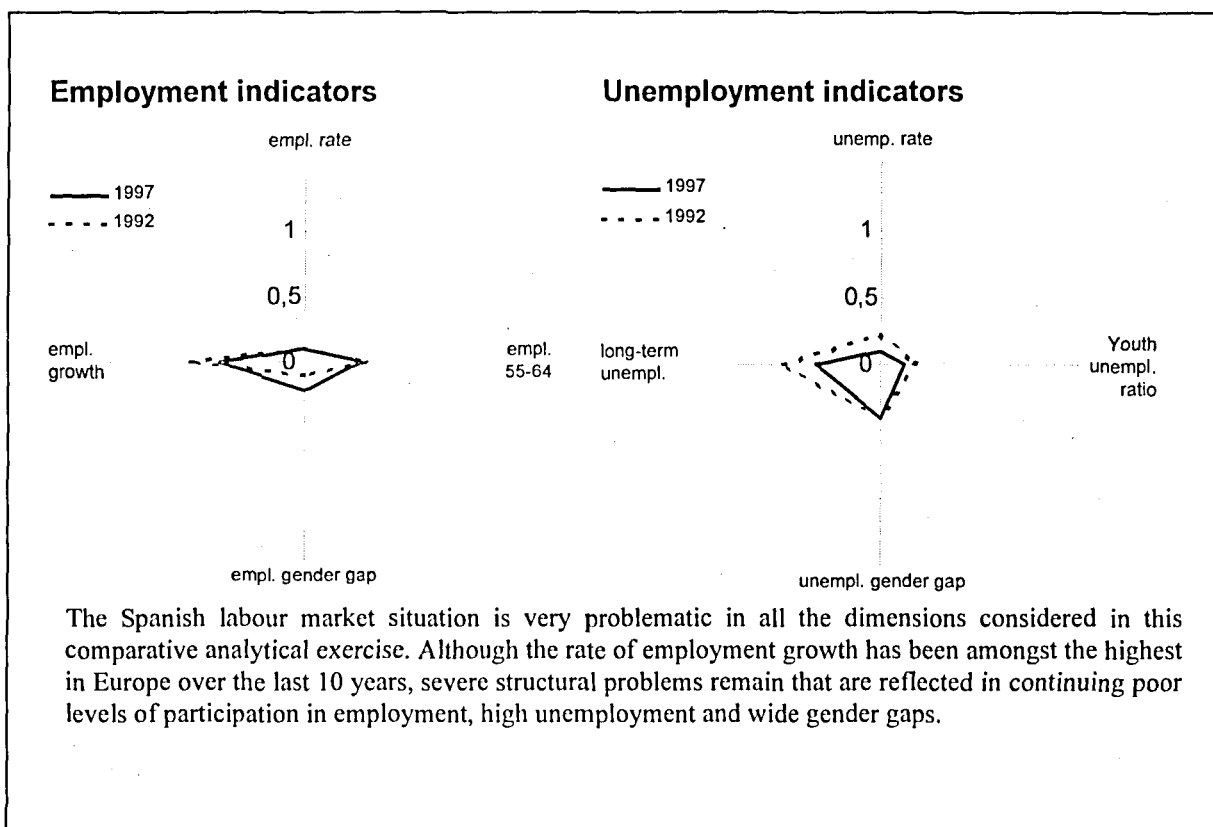 Employment indicators
empl. rate
1997
1992
1
0,5
0
empl.
growth
empl.
55-64
empl. gender gap
Unemployment indicators
unemp. rate
1997
1992
1
0,5
0
long-term
unempl.
Youth
unempl.
ratio
unempl. gender gap
The Spanish labour market situation is very problematic in all the dimensions considered in this
comparative analytical exercise. Although the rate of employment growth has been amongst the highest
in Europe over the last 10 years, severe structural problems remain that are reflected in continuing poor
levels of participation in employment, high unemployment and wide gender gaps.